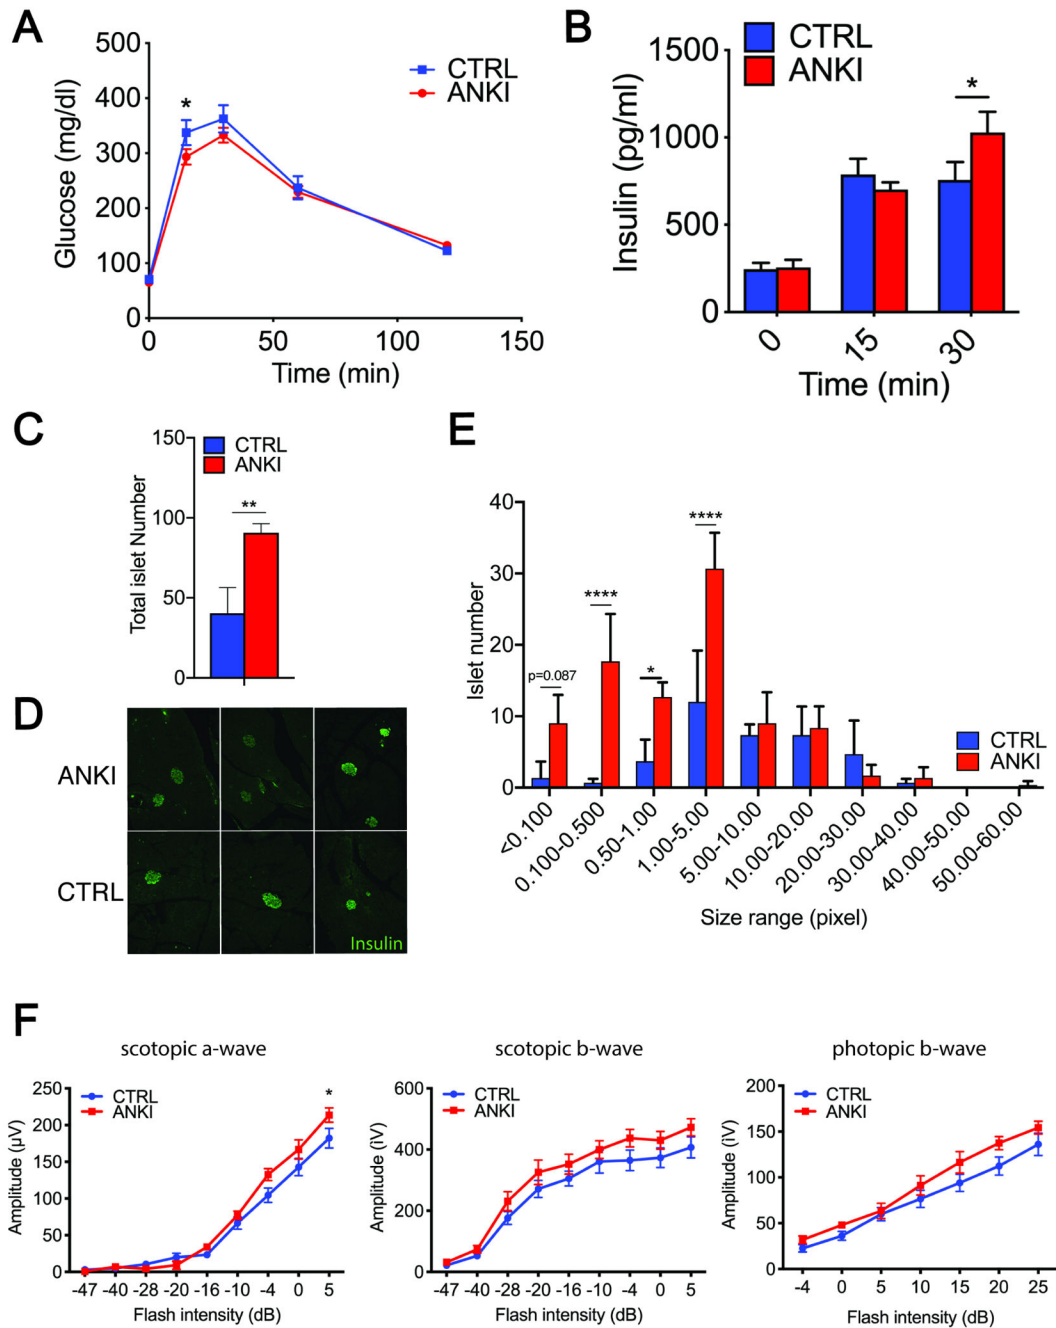 A
Glucose (mg/dl)
500
400
300
200
100
0
*
CTRL
ANKI
0 50 100 150
Time (min)
B
Insulin (pg/ml)
1500
1000
500
0
CTRL
ANKI
*
0 15 30
Time (min)
C
Total islet Number
150
100
50
0
CTRL
ANKI
**
D
ANKI
CTRL
Insulin
E
Islet number
40
30
20
10
0
p=0.087
****
*
****
CTRL
ANKI
<0.100 0.100-0.500 0.50-1.00 1.00-5.00 5.00-10.00 10.00-20.00 20.00-30.00 30.00-40.00 40.00-50.00 50.00-60.00
Size range (pixel)
F
scotopic a-wave
Amplitude (µV)
250
200
150
100
50
0
CTRL
ANKI
*
-47 -40 -28 -20 -16 -10 -4 0 5
Flash intensity (dB)
scotopic b-wave
Amplitude (iV)
600
400
200
0
CTRL
ANKI
-47 -40 -28 -20 -16 -10 -4 0 5
Flash intensity (dB)
photopic b-wave
Amplitude (iV)
200
150
100
50
0
CTRL
ANKI
-4 0 5 10 15 20 25
Flash intensity (dB)